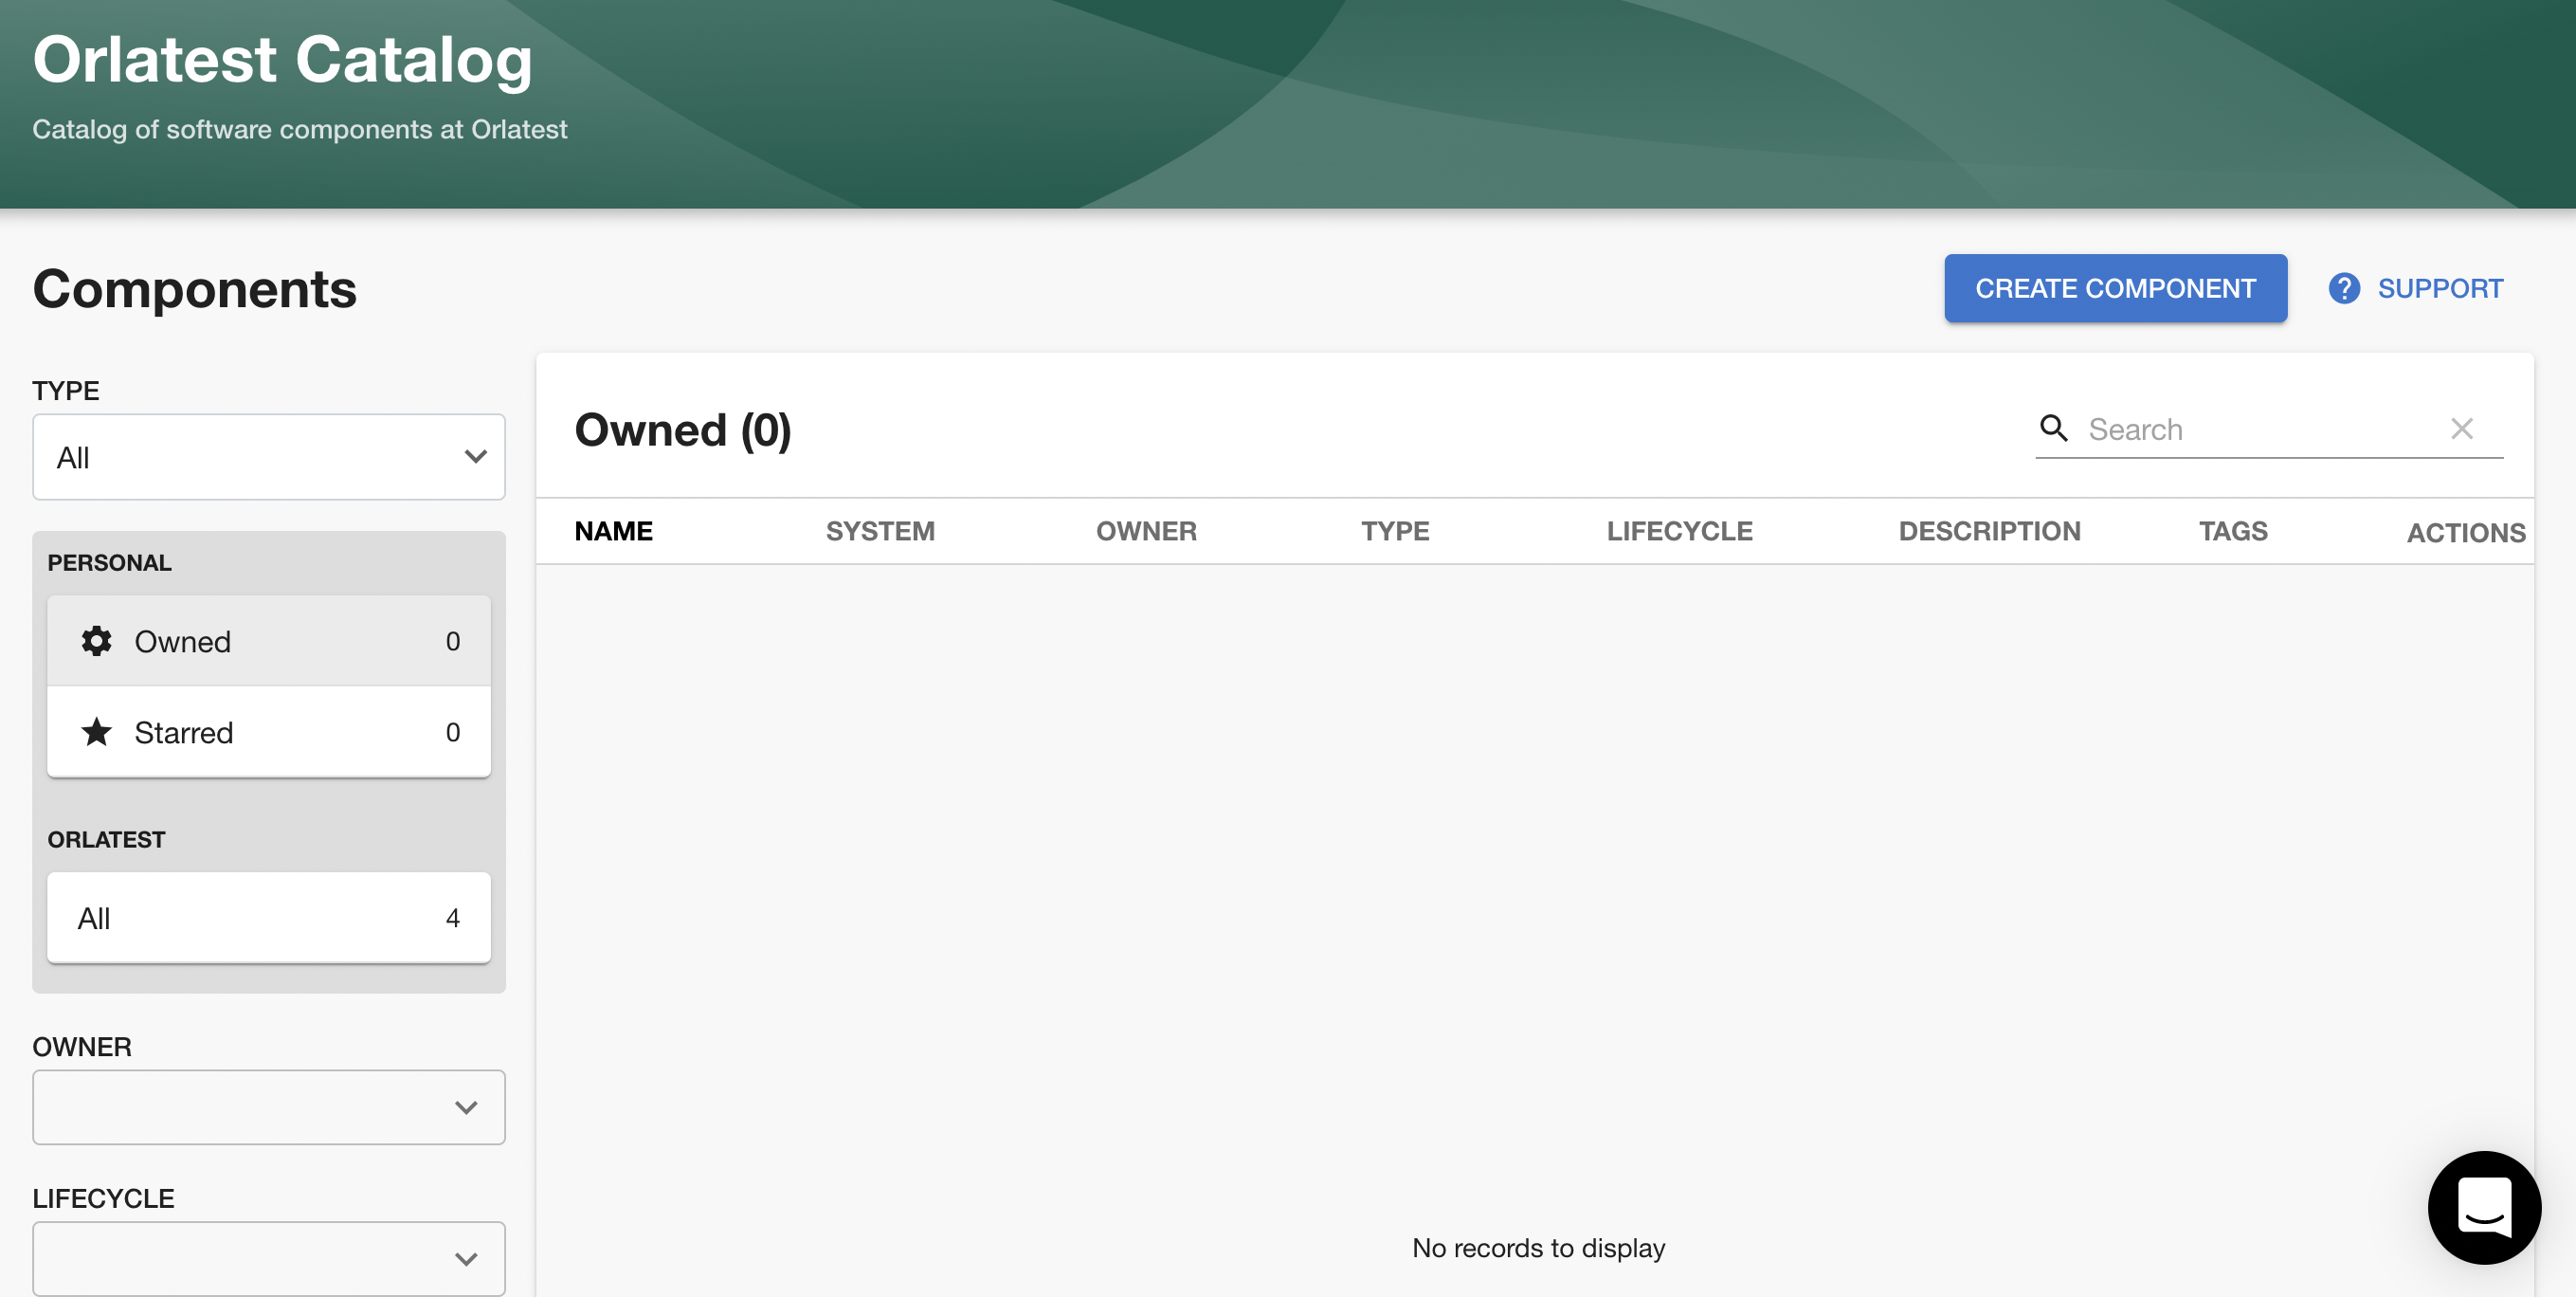 Orlatest Catalog
Catalog of software components at Orlatest
Components
CREATE COMPONENT
SUPPORT
TYPE
All
PERSONAL
Owned 0
Starred 0
ORLATEST
All 4
OWNER
LIFECYCLE
Owned (0)
Search
NAME SYSTEM OWNER TYPE LIFECYCLE DESCRIPTION TAGS ACTIONS
No records to display